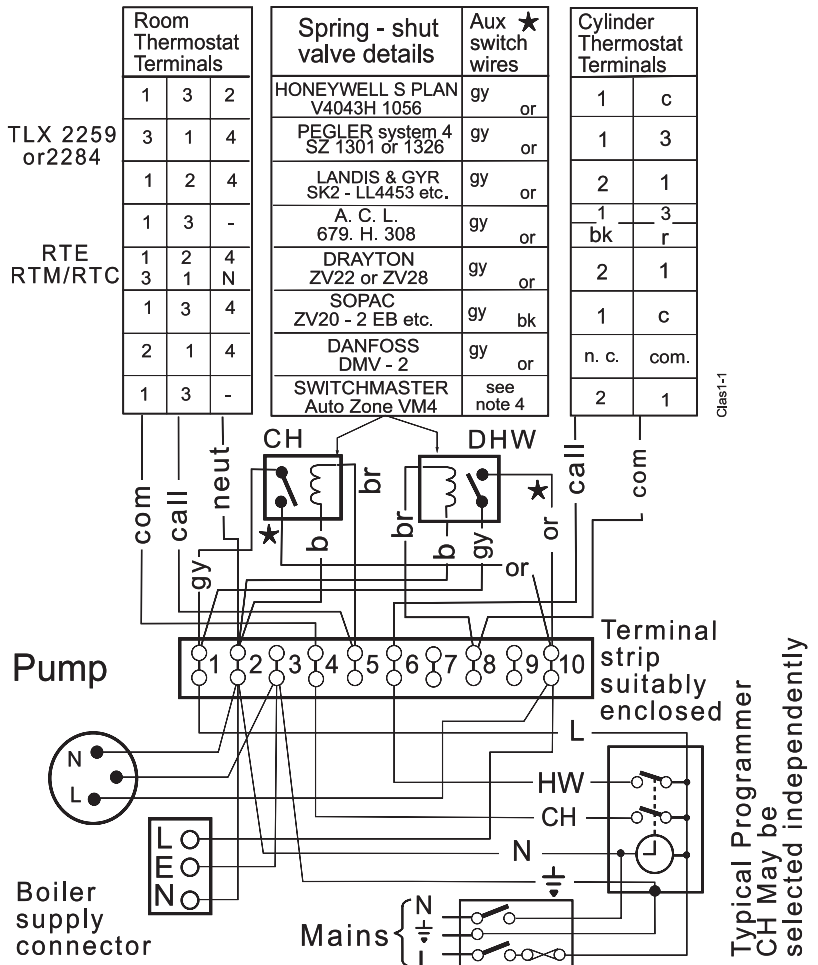 Room
Thermostat
Terminals
Spring - shut
valve details
Aux ★
switch
wires
Cylinder
Thermostat
Terminals
1 3 2
HONEYWELL S PLAN
V4043H 1056
gy or
1 c
TLX 2259
or2284
3 1 4
PEGLER system 4
SZ 1301 or 1326
gy or
1 3
1 2 4
LANDIS & GYR
SK2 - LL4453 etc.
gy or
2 1
1 3 -
A. C. L.
679. H. 308
gy or
1 3
bk r
RTE
RTM/RTC
1 2 4
3 1 N
DRAYTON
ZV22 or ZV28
gy or
2 1
1 3 4
SOPAC
ZV20 - 2 EB etc.
gy bk
1 c
2 1 4
DANFOSS
DMV - 2
gy or
n. c. com.
1 3 -
SWITCHMASTER
Auto Zone VM4
see
note 4
2 1
Clas1-1
CH
DHW
com
call
neut
gy
★
b
br
br
b
gy
★
or
call
com
or
1 2 3 4 5 6 7 8 9 10
Terminal
strip
suitably
enclosed
Pump
N
L
L
HW
CH
N
L
E
N
Boiler
supply
connector
Mains
N
L
Typical Programmer
CH May be
selected independently